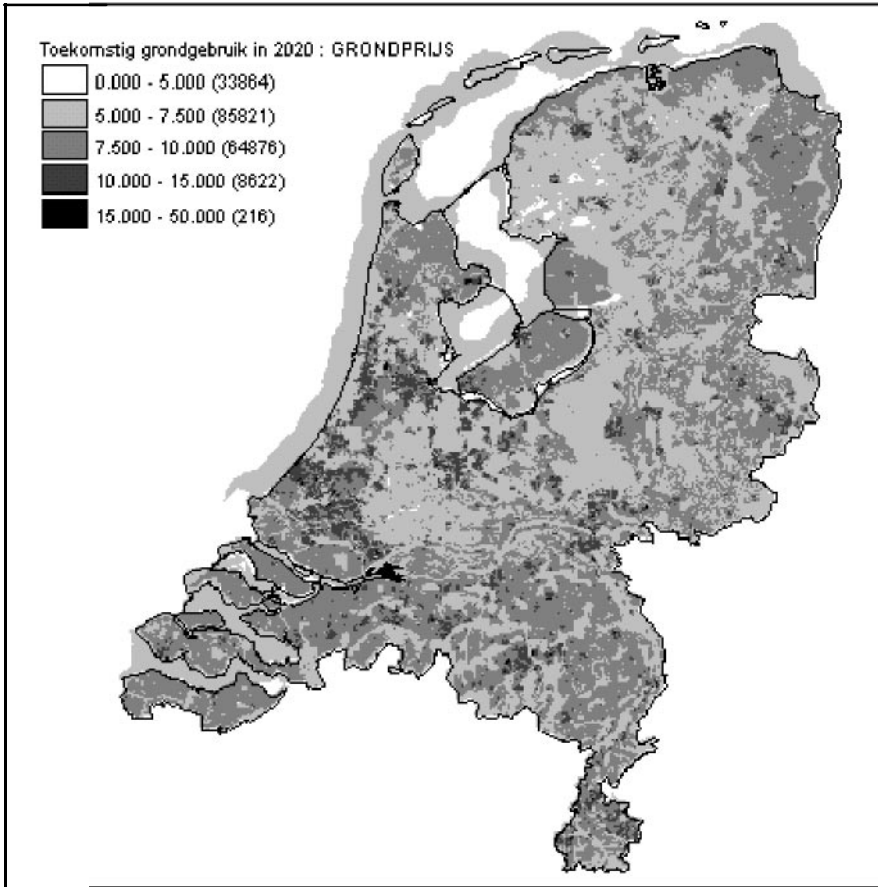 Toekomstig grondgebruik in 2020 : GRONDPRIJS
0.000 - 5.000 (33864)
5.000 - 7.500 (85821)
7.500 - 10.000 (64876)
10.000 - 15.000 (8622)
15.000 - 50.000 (216)